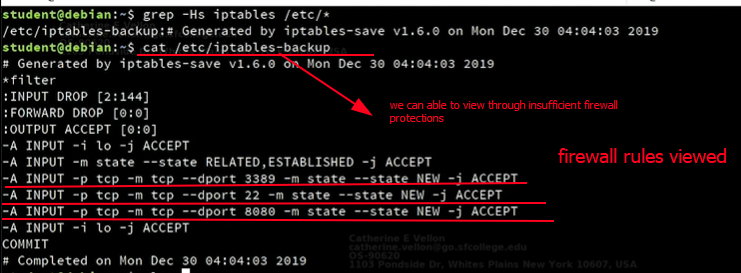 student@debian:~$ grep -Hs iptables /etc/*
/etc/iptables-backup:# Generated by iptables-save v1.6.0 on Mon Dec 30 04:04:03 2019
student@debian:~$ cat /etc/iptables-backup
# Generated by iptables-save v1.6.0 on Mon Dec 30 04:04:03 2019
*filter
:INPUT DROP [2:144]
:FORWARD DROP [0:0]
:OUTPUT ACCEPT [0:0]
we can able to view through insufficient firewall
protections
-A INPUT -i lo -j ACCEPT
-A INPUT -m state --state RELATED,ESTABLISHED -j ACCEPT
firewall rules viewed
-A INPUT -p tcp -m tcp --dport 3389 -m state --state NEW -j ACCEPT
-A INPUT -p tcp -m tcp --dport 22 -m state --state NEW -j ACCEPT
-A INPUT -p tcp -m tcp --dport 8080 -m state --state NEW -j ACCEPT
-A INPUT -i lo -j ACCEPT
COMMIT
# Completed on Mon Dec 30 04:04:03 2019
Catherine E Vellon
catherine.vellon@go.sfcollege.edu
OS-90620
1103 Pondside Dr, Whites Plains New York 10607, USA